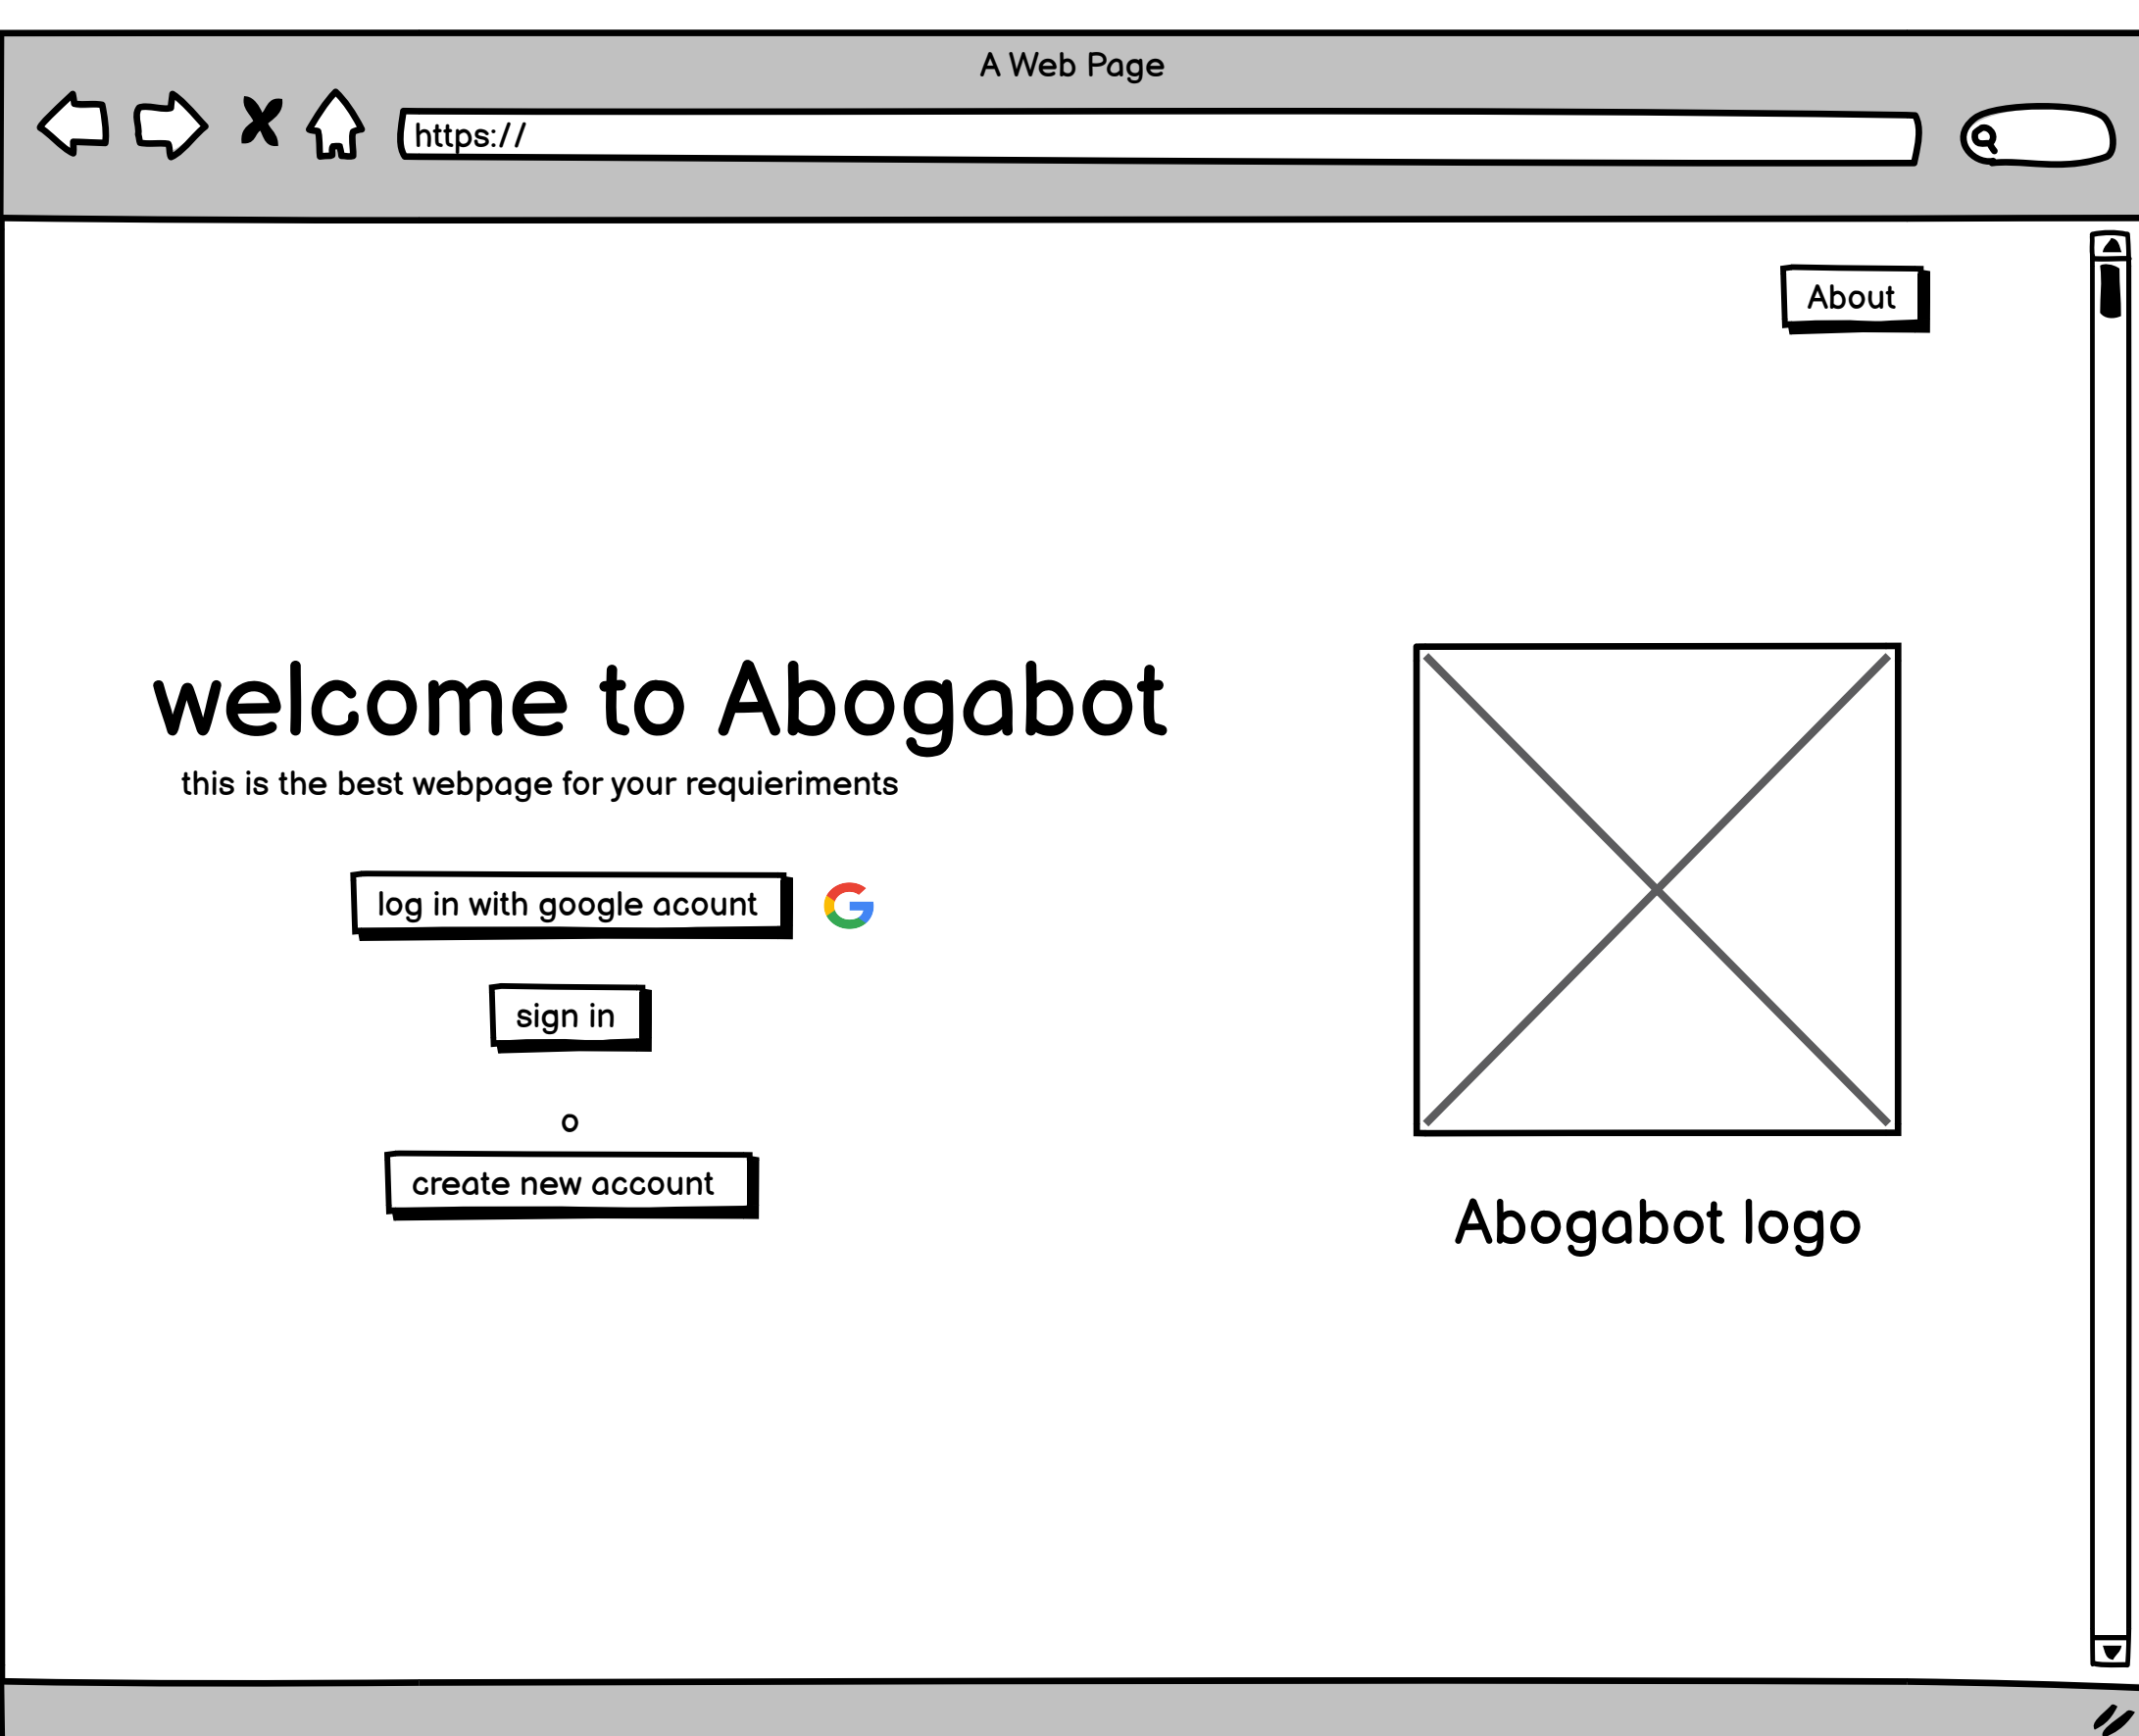 A Web Page
https://
About
welcome to Abogabot
this is the best webpage for your requieriments
log in with google acount
sign in
o
create new account
Abogabot logo